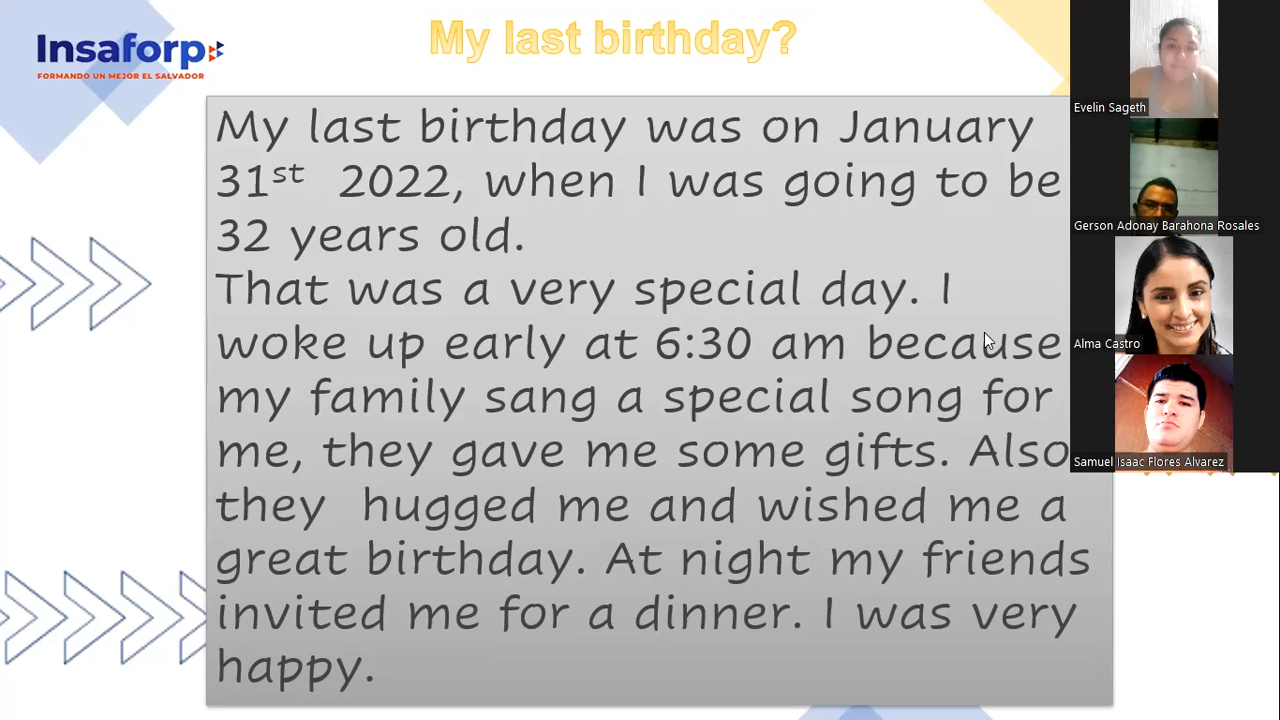 Insaforp
FORMANDO UN MEJOR EL SALVADOR
My last birthday?
My last birthday was on January
31st 2022, when I was going to be
32 years old.
That was a very special day. I
woke up early at 6:30 am because
my family sang a special song for
me, they gave me some gifts. Also
they hugged me and wished me a
great birthday. At night my friends
invited me for a dinner. I was very
happy.
Evelin Sageth
Gerson Adonay Barahona Rosales
Alma Castro
Samuel Isaac Flores Alvarez